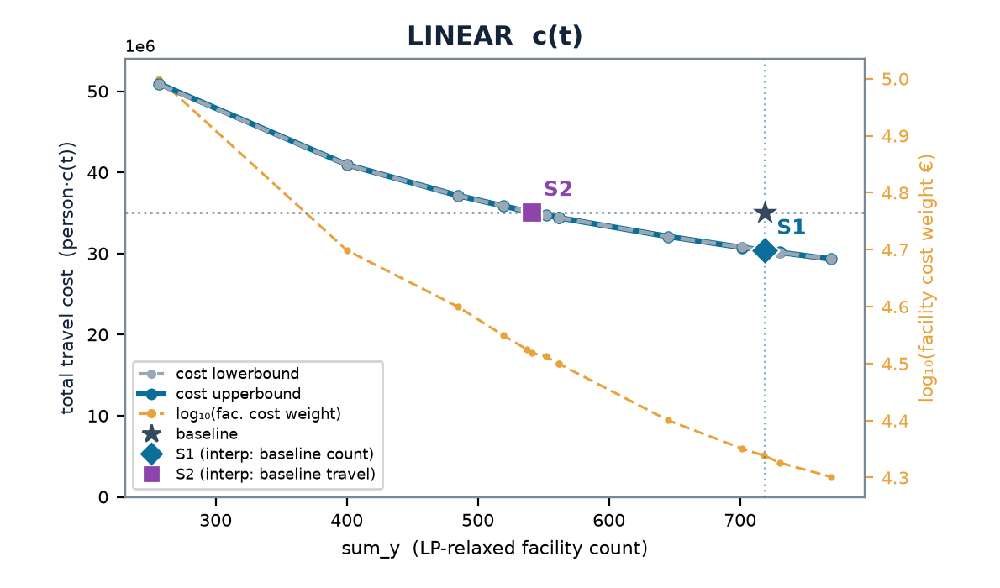 LINEAR  c(t)
1e6
50
40
30
20
10
0
total travel cost  (person·c(t))
300
400
500
600
700
sum_y  (LP-relaxed facility count)
5.0
4.9
4.8
4.7
4.6
4.5
4.4
4.3
log₁₀(facility cost weight €)
S2
S1
cost lowerbound
cost upperbound
log₁₀(fac. cost weight)
baseline
S1 (interp: baseline count)
S2 (interp: baseline travel)